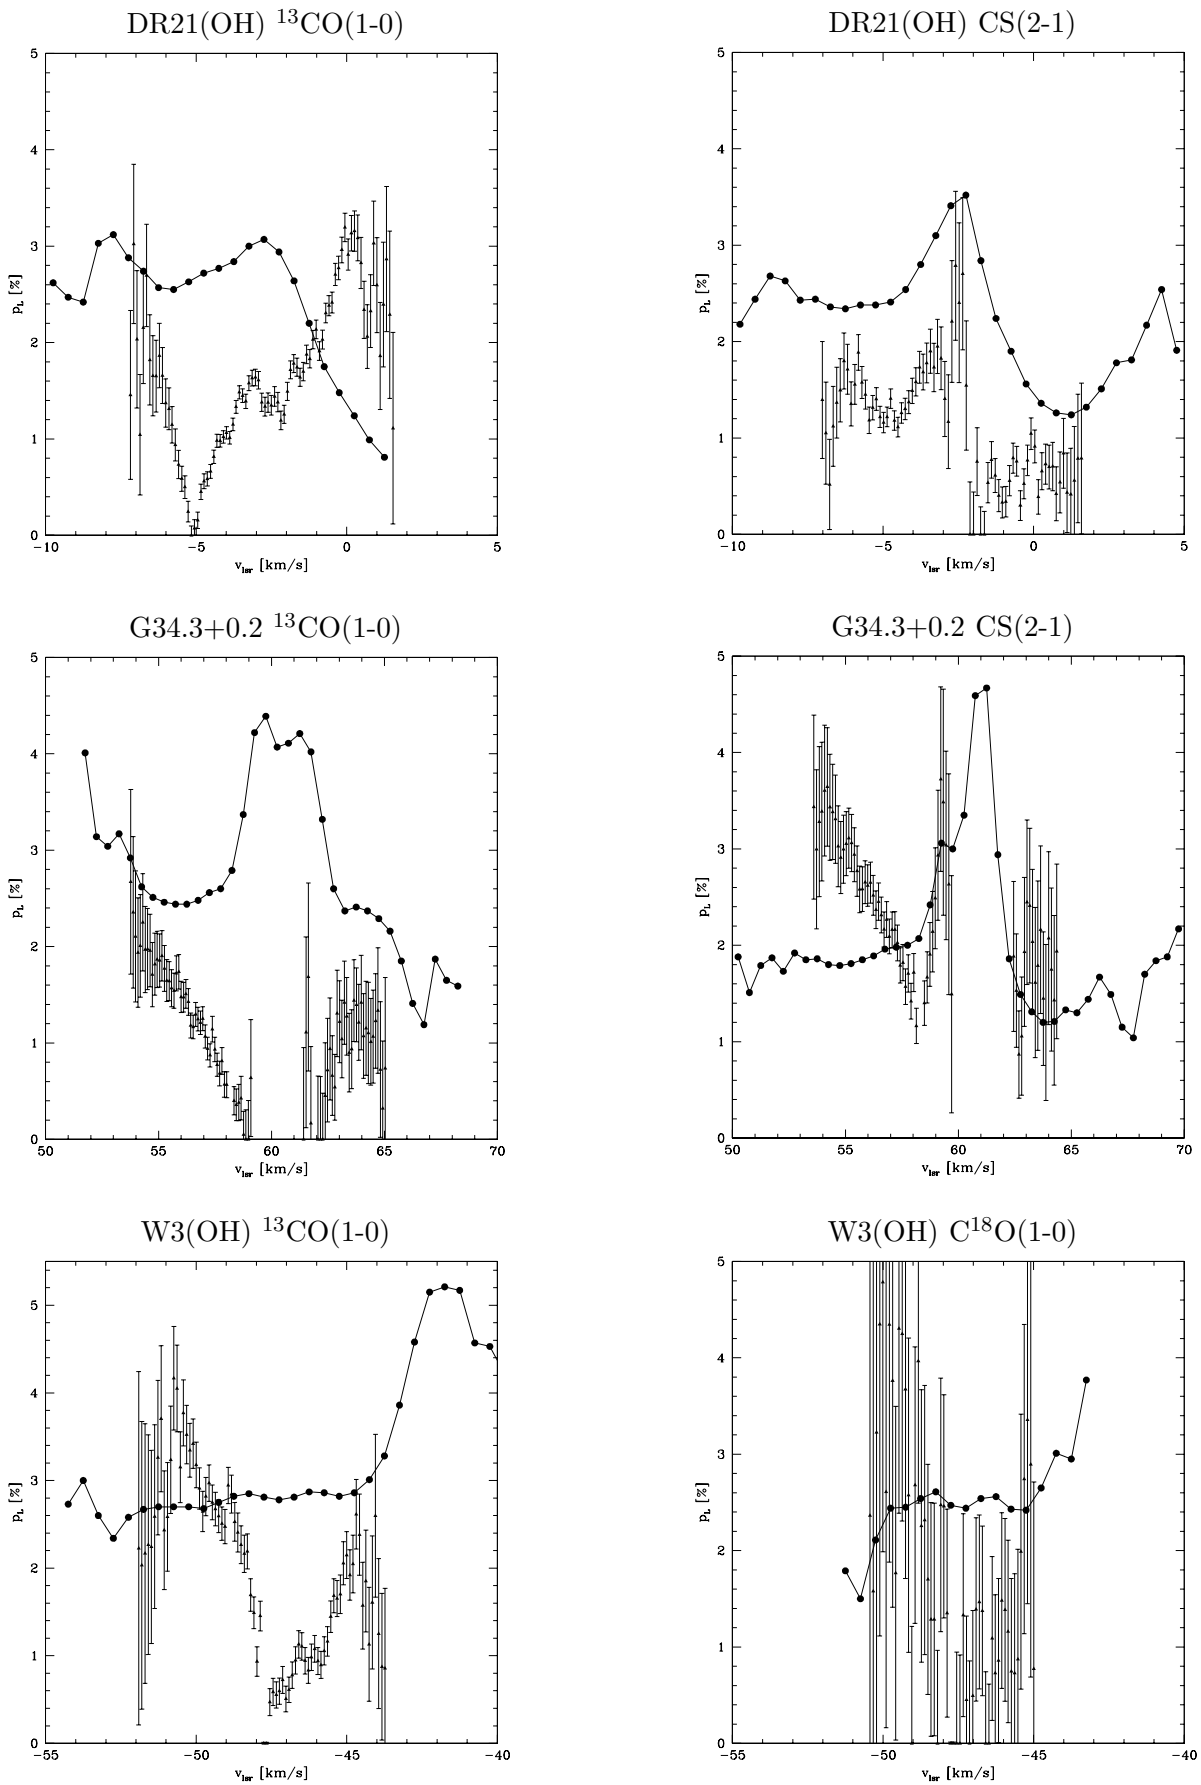 DR21(OH) ¹³CO(1-0)
5
4
3
2
1
0
p_L [%]
−10 −5 0 5
v_lsr [km/s]
DR21(OH) CS(2-1)
5
4
3
2
1
0
p_L [%]
−10 −5 0 5
v_lsr [km/s]
G34.3+0.2 ¹³CO(1-0)
5
4
3
2
1
0
p_L [%]
50 55 60 65 70
v_lsr [km/s]
G34.3+0.2 CS(2-1)
5
4
3
2
1
0
p_L [%]
50 55 60 65 70
v_lsr [km/s]
W3(OH) ¹³CO(1-0)
5
4
3
2
1
0
p_L [%]
−55 −50 −45 −40
v_lsr [km/s]
W3(OH) C¹⁸O(1-0)
5
4
3
2
1
0
p_L [%]
−55 −50 −45 −40
v_lsr [km/s]